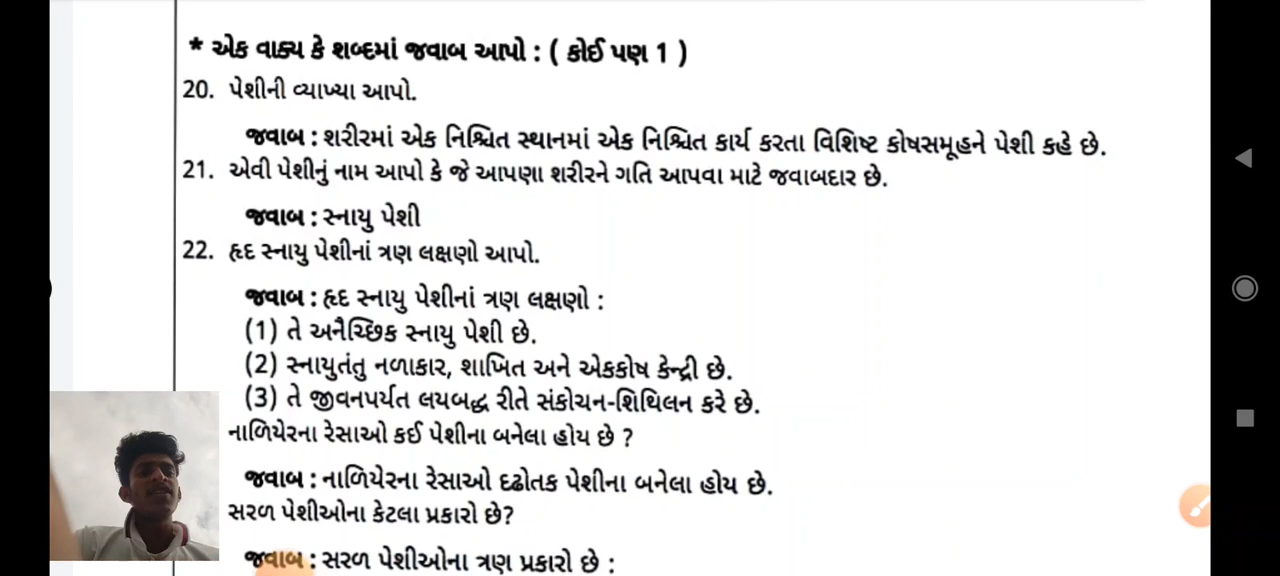 * એક વાક્ય કે શબ્દમાં જવાબ આપો : ( કોઈ પણ 1 )
20. પેશીની વ્યાખ્યા આપો.
જવાબ : શરીરમાં એક નિશ્ચિત સ્થાનમાં એક નિશ્ચિત કાર્ય કરતા વિશિષ્ટ કોષસમૂહને પેશી કહે છે.
21. એવી પેશીનું નામ આપો કે જે આપણા શરીરને ગતિ આપવા માટે જવાબદાર છે.
જવાબ : સ્નાયુ પેશી
22. હૃદ સ્નાયુ પેશીનાં ત્રણ લક્ષણો આપો.
જવાબ : હૃદ સ્નાયુ પેશીનાં ત્રણ લક્ષણો :
(1) તે અનૈચ્છિક સ્નાયુ પેશી છે.
(2) સ્નાયુતંતુ નળાકાર, શાખિત અને એકકોષ કેન્દ્રી છે.
(3) તે જીવનપર્યંત લયબદ્ધ રીતે સંકોચન-શિથિલન કરે છે.
નાળિયેરના રેસાઓ કઈ પેશીના બનેલા હોય છે ?
જવાબ : નાળિયેરના રેસાઓ દઢોતક પેશીના બનેલા હોય છે.
સરળ પેશીઓના કેટલા પ્રકારો છે?
જવાબ : સરળ પેશીઓના ત્રણ પ્રકારો છે :